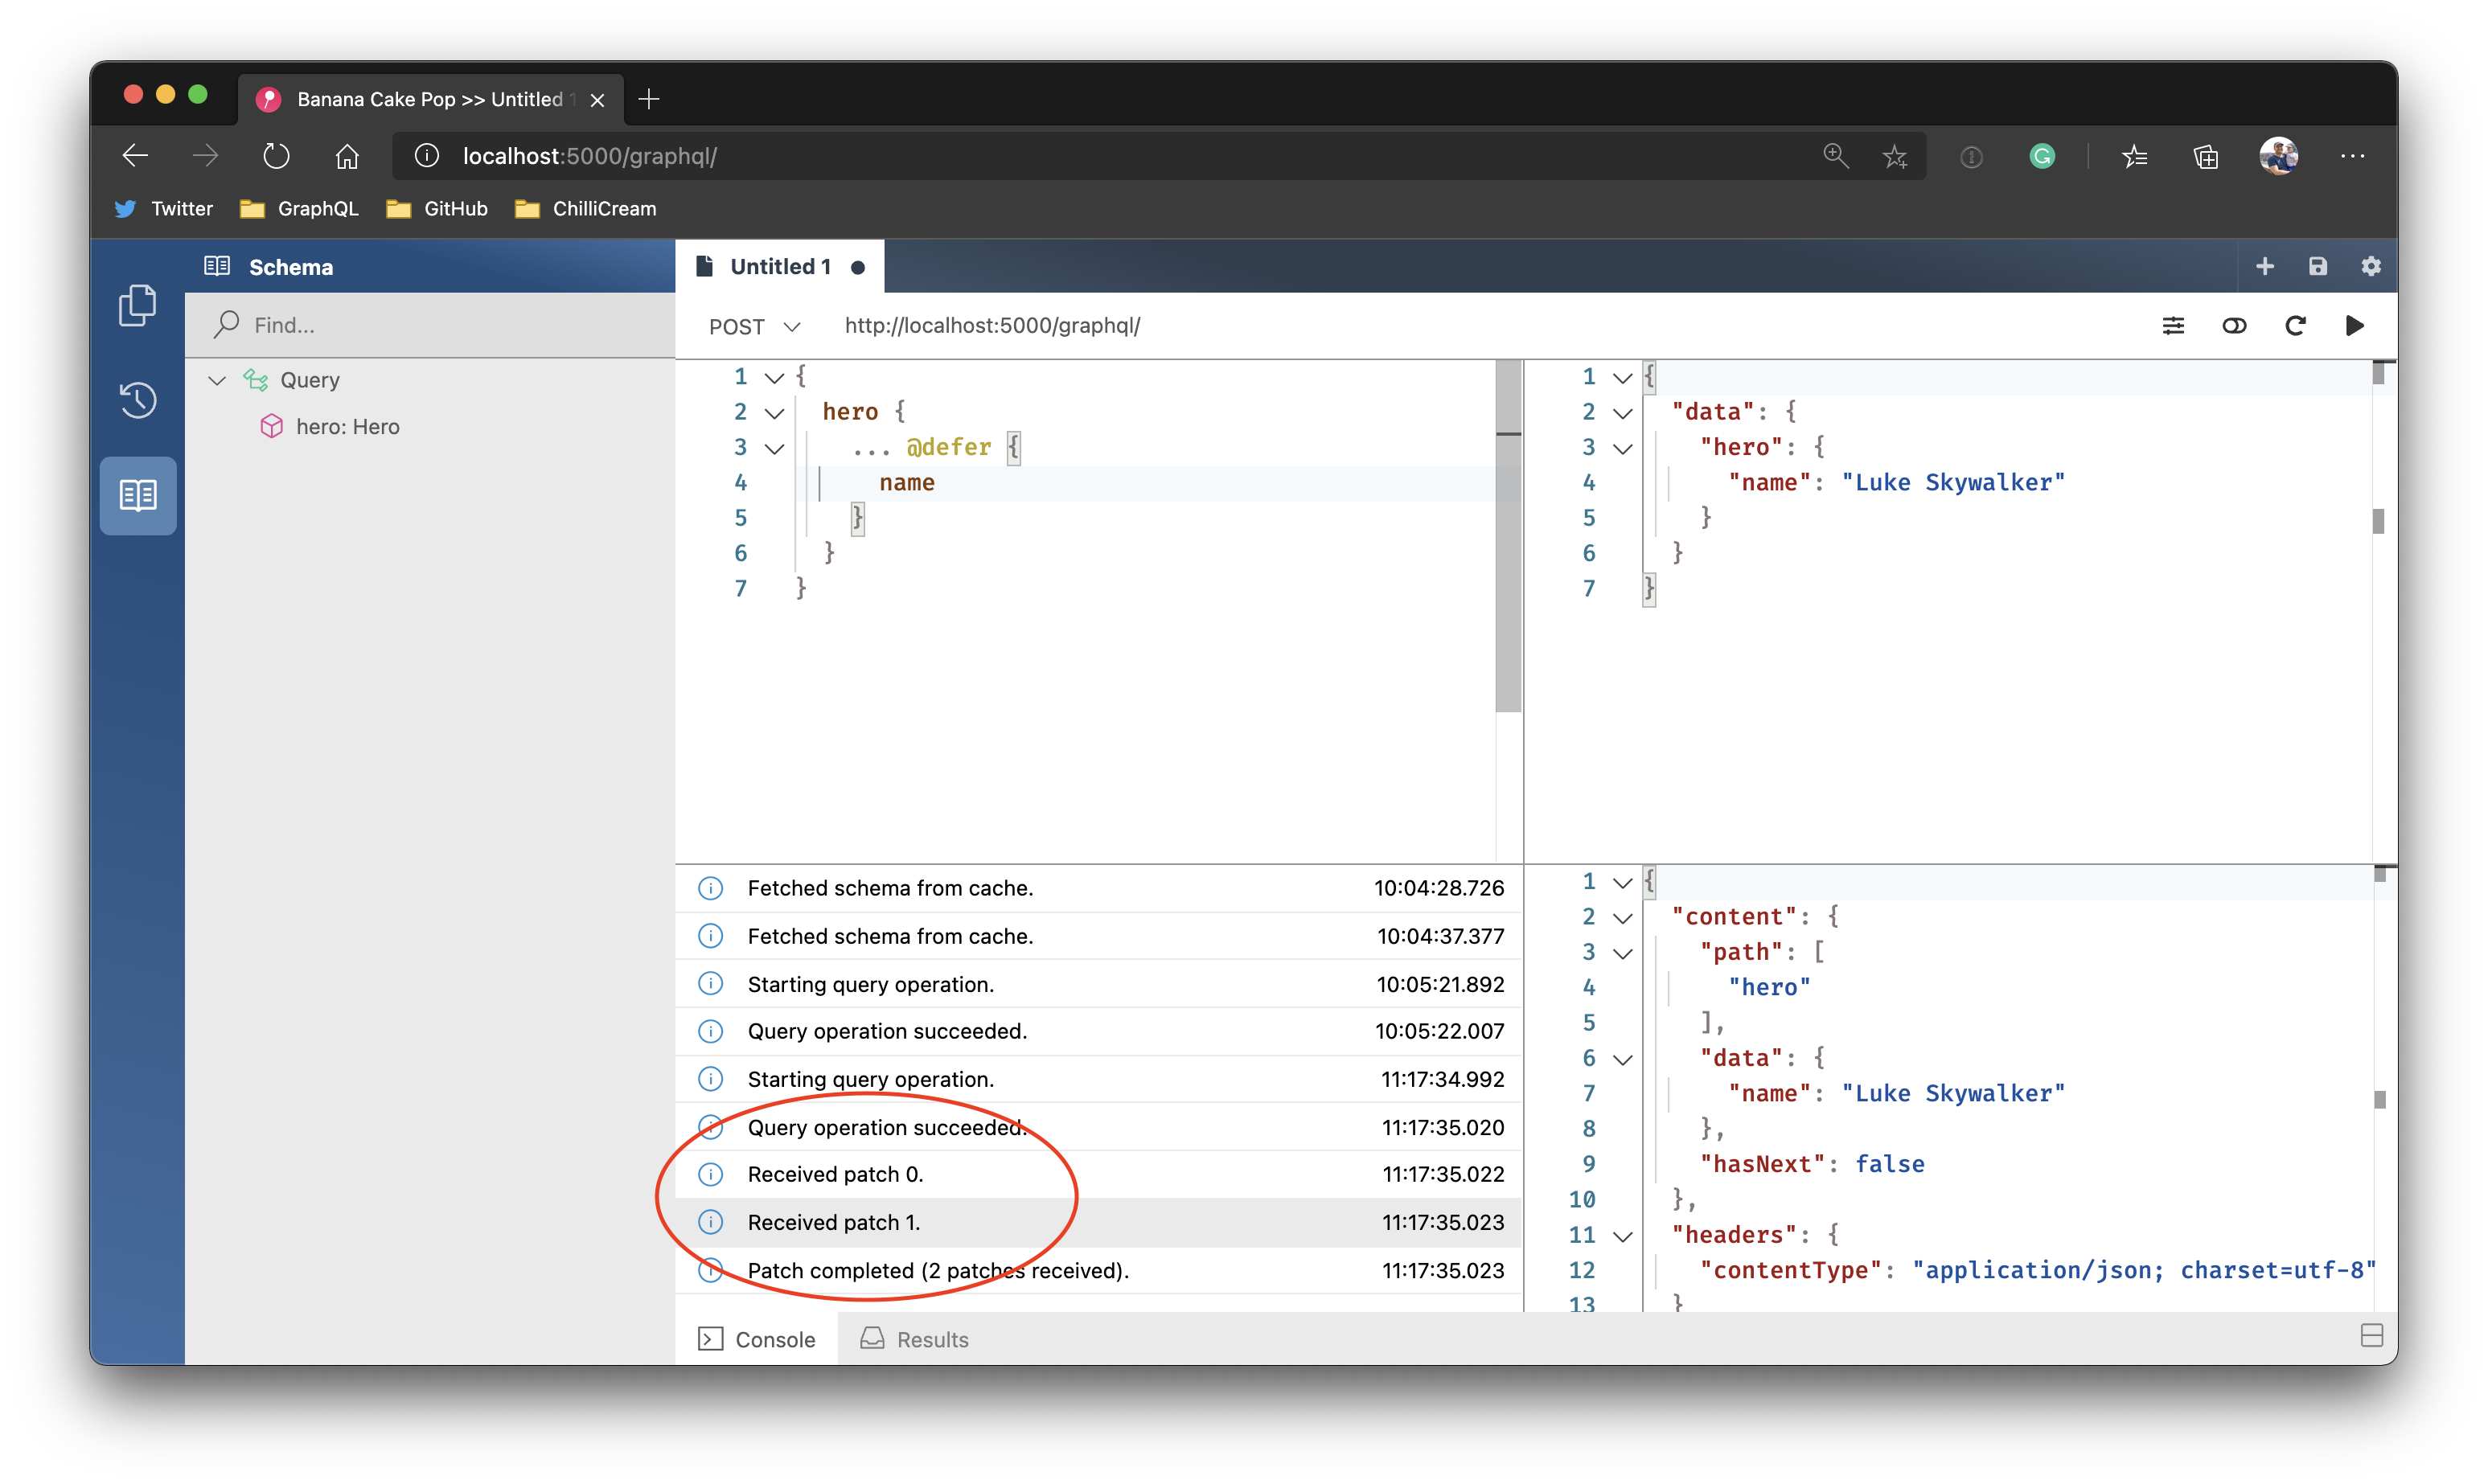 Banana Cake Pop >> Untitled 1
localhost:5000/graphql/
Twitter
GraphQL
GitHub
ChilliCream
Schema
Find...
Query
hero: Hero
Untitled 1
POST
http://localhost:5000/graphql/
1 {
2 hero {
3 ... @defer {
4 name
5 }
6 }
7 }
1 {
2 "data": {
3 "hero": {
4 "name": "Luke Skywalker"
5 }
6 }
7 }
Fetched schema from cache. 10:04:28.726
Fetched schema from cache. 10:04:37.377
Starting query operation. 10:05:21.892
Query operation succeeded. 10:05:22.007
Starting query operation. 11:17:34.992
Query operation succeeded. 11:17:35.020
Received patch 0. 11:17:35.022
Received patch 1. 11:17:35.023
Patch completed (2 patches received). 11:17:35.023
1 {
2 "content": {
3 "path": [
4 "hero"
5 ],
6 "data": {
7 "name": "Luke Skywalker"
8 },
9 "hasNext": false
10 },
11 "headers": {
12 "contentType": "application/json; charset=utf-8"
13 }
Console
Results